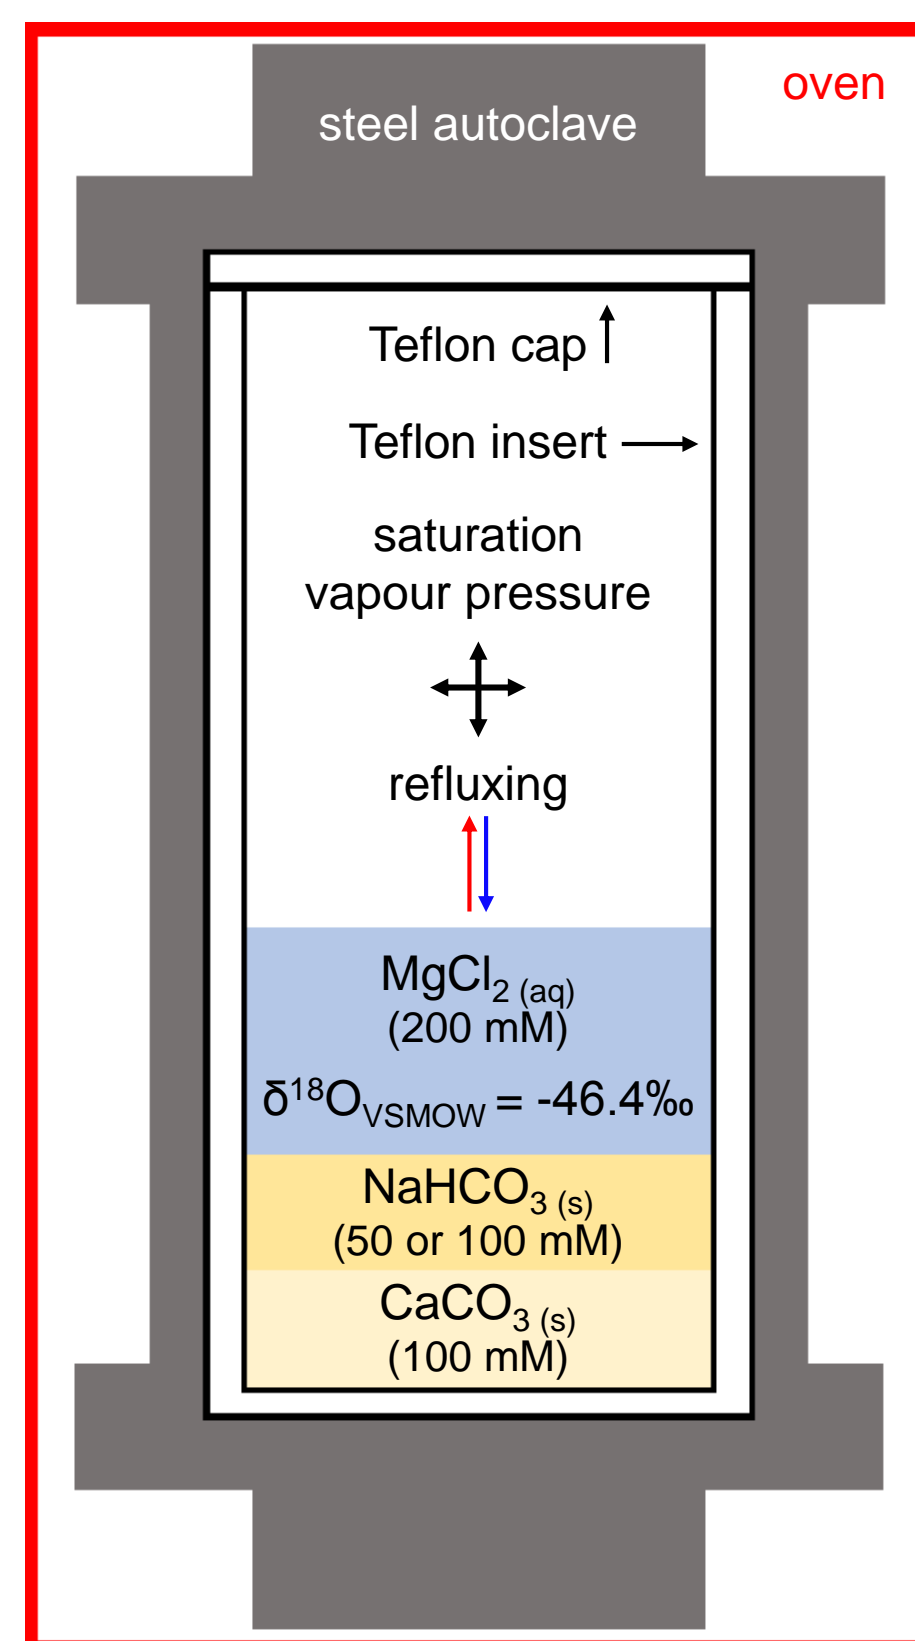 oven
steel autoclave
Teflon cap
Teflon insert
saturation
vapour pressure
refluxing
MgCl₂ (aq)
(200 mM)
δ¹⁸O_VSMOW = -46.4‰
NaHCO₃ (s)
(50 or 100 mM)
CaCO₃ (s)
(100 mM)